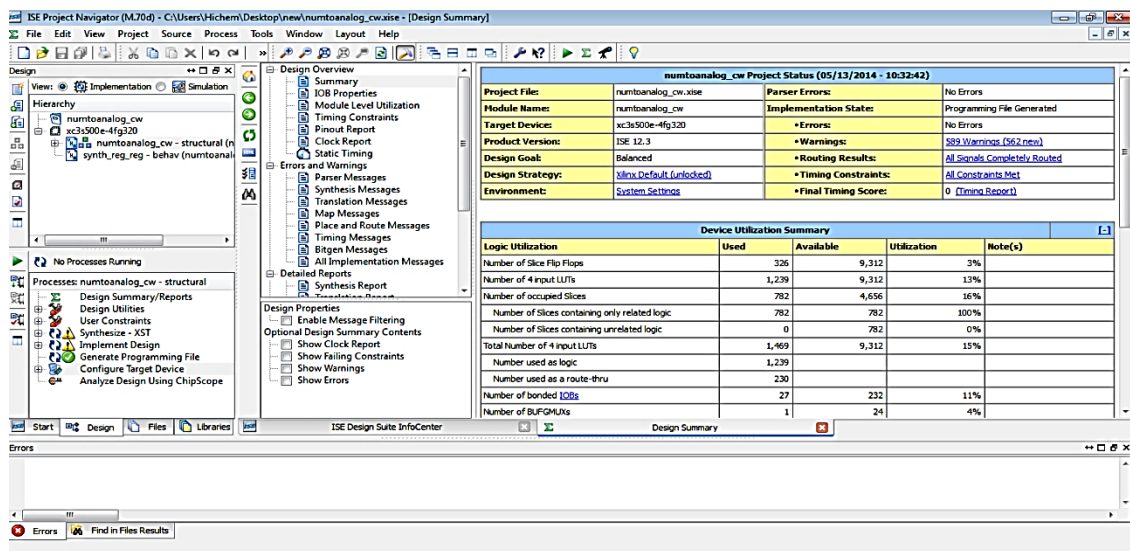 ISE Project Navigator (M.70d) - C:\Users\Hichem\Desktop\new\numtoanalog_cw.xise - [Design Summary]
File Edit View Project Source Process Tools Window Layout Help
Design
View: Implementation Simulation
Hierarchy
numtoanalog_cw
xc3s500e-4fg320
numtoanalog_cw - structural (n
synth_reg_reg - behav (numtoanal
No Processes Running
Processes: numtoanalog_cw - structural
Design Summary/Reports
Design Utilities
User Constraints
Synthesize - XST
Implement Design
Generate Programming File
Configure Target Device
Analyze Design Using ChipScope
Start Design Files Libraries
Design Overview
Summary
IOB Properties
Module Level Utilization
Timing Constraints
Pinout Report
Clock Report
Static Timing
Errors and Warnings
Parser Messages
Synthesis Messages
Translation Messages
Map Messages
Place and Route Messages
Timing Messages
Bitgen Messages
All Implementation Messages
Detailed Reports
Synthesis Report
Translation Report
Design Properties
Enable Message Filtering
Optional Design Summary Contents
Show Clock Report
Show Failing Constraints
Show Warnings
Show Errors
numtoanalog_cw Project Status (05/13/2014 - 10:32:42)
Project File: numtoanalog_cw.xise Parser Errors: No Errors
Module Name: numtoanalog_cw Implementation State: Programming File Generated
Target Device: xc3s500e-4fg320 •Errors: No Errors
Product Version: ISE 12.3 •Warnings: 589 Warnings (562 new)
Design Goal: Balanced •Routing Results: All Signals Completely Routed
Design Strategy: Xilinx Default (unlocked) •Timing Constraints: All Constraints Met
Environment: System Settings •Final Timing Score: 0 (Timing Report)
Device Utilization Summary [-]
Logic Utilization Used Available Utilization Note(s)
Number of Slice Flip Flops 326 9,312 3%
Number of 4 input LUTs 1,239 9,312 13%
Number of occupied Slices 782 4,656 16%
Number of Slices containing only related logic 782 782 100%
Number of Slices containing unrelated logic 0 782 0%
Total Number of 4 input LUTs 1,469 9,312 15%
Number used as logic 1,239
Number used as a route-thru 230
Number of bonded IOBs 27 232 11%
Number of BUFGMUXs 1 24 4%
ISE Design Suite InfoCenter Design Summary
Errors
Errors Find in Files Results